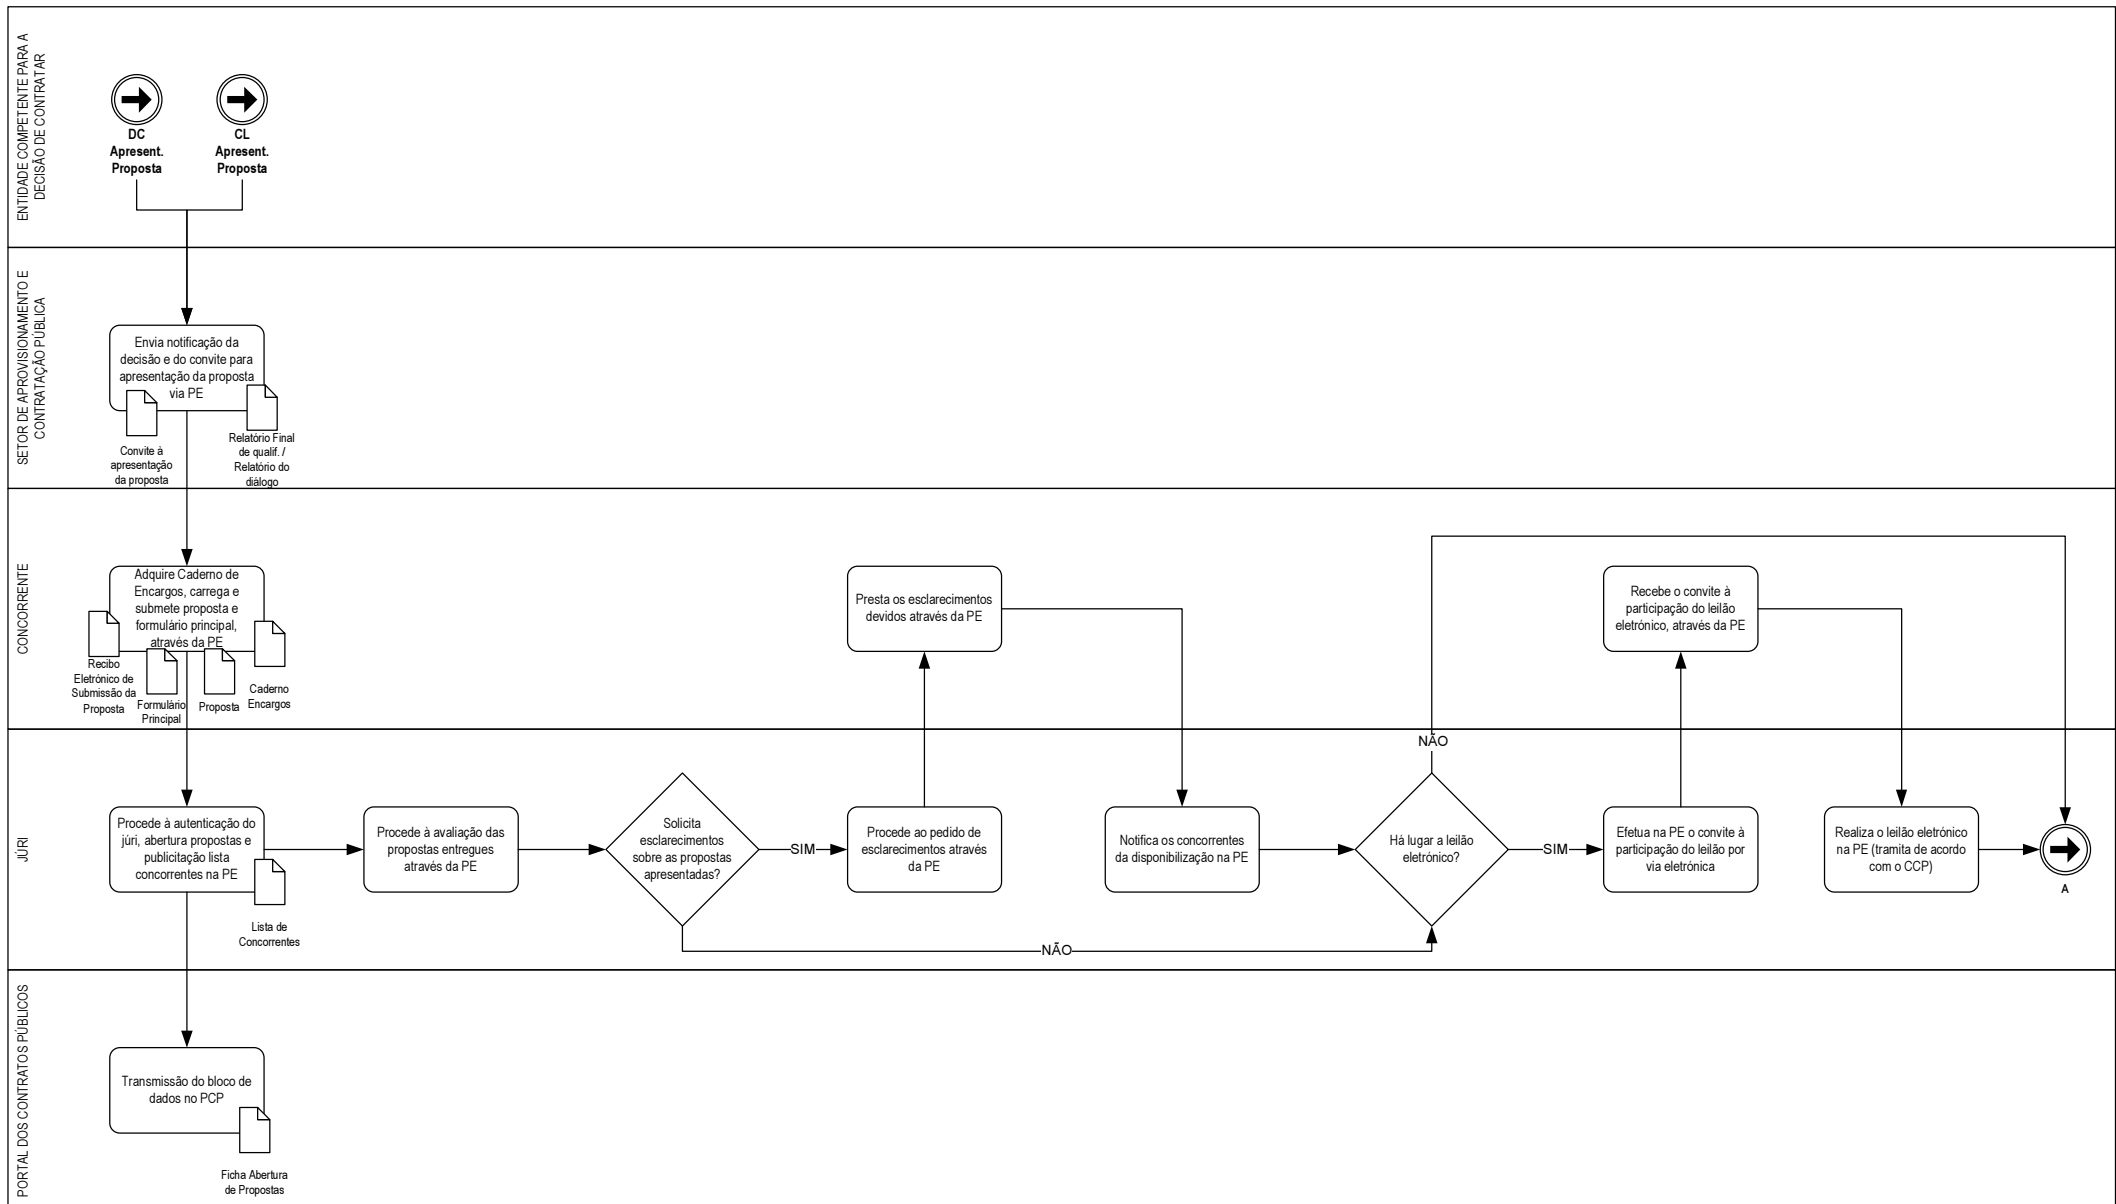 ENTIDADE COMPETENTE PARA A
DECISÃO DE CONTRATAR
DC
Apresent.
Proposta
CL
Apresent.
Proposta
SETOR DE APROVISIONAMENTO E
CONTRATAÇÃO PÚBLICA
Envia notificação da
decisão e do convite para
apresentação da proposta
via PE
Convite à
apresentação
da proposta
Relatório Final
de qualif. /
Relatório do
diálogo
CONCORRENTE
Adquire Caderno de
Encargos, carrega e
submete proposta e
formulário principal,
através da PE
Recibo
Eletrónico de
Submissão da
Proposta
Formulário
Principal
Proposta
Caderno
Encargos
Presta os esclarecimentos
devidos através da PE
Recebe o convite à
participação do leilão
eletrónico, através da PE
JÚRI
Procede à autenticação do
júri, abertura propostas e
publicitação lista
concorrentes na PE
Lista de
Concorrentes
Procede à avaliação das
propostas entregues
através da PE
Solicita
esclarecimentos
sobre as propostas
apresentadas?
SIM
NÃO
Procede ao pedido de
esclarecimentos através
da PE
Notifica os concorrentes
da disponibilização na PE
Há lugar a leilão
eletrónico?
NÃO
SIM
Efetua na PE o convite à
participação do leilão por
via eletrónica
Realiza o leilão eletrónico
na PE (tramita de acordo
com o CCP)
A
PORTAL DOS CONTRATOS PÚBLICOS
Transmissão do bloco de
dados no PCP
Ficha Abertura
de Propostas